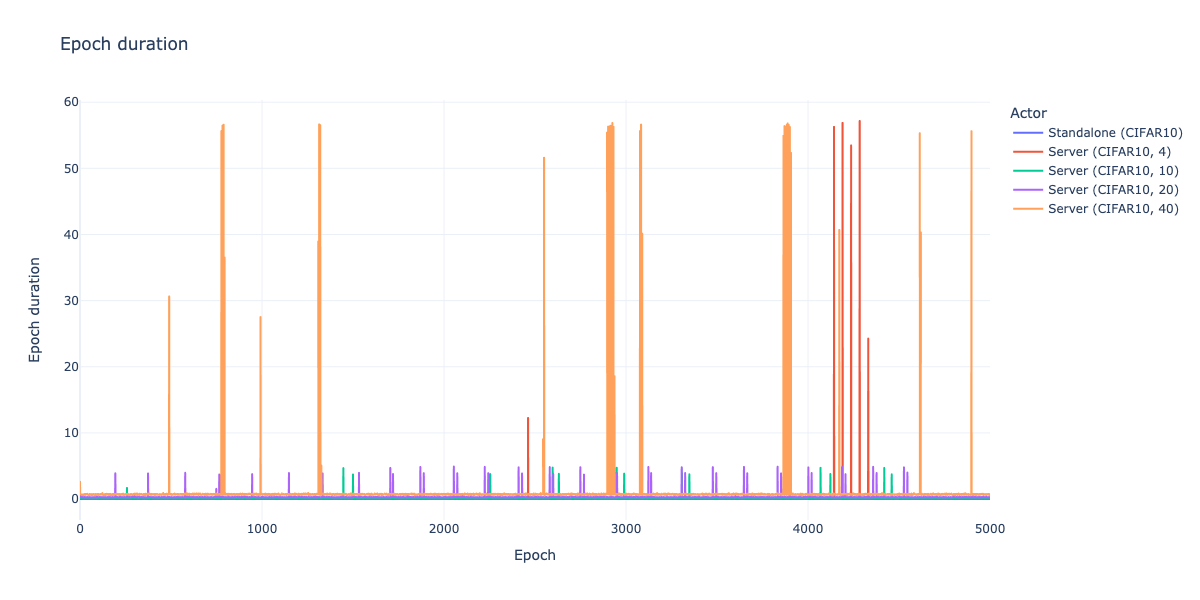 Epoch duration
60
50
40
30
20
10
0
Epoch duration
0
1000
2000
3000
4000
5000
Epoch
Actor
Standalone (CIFAR10)
Server (CIFAR10, 4)
Server (CIFAR10, 10)
Server (CIFAR10, 20)
Server (CIFAR10, 40)